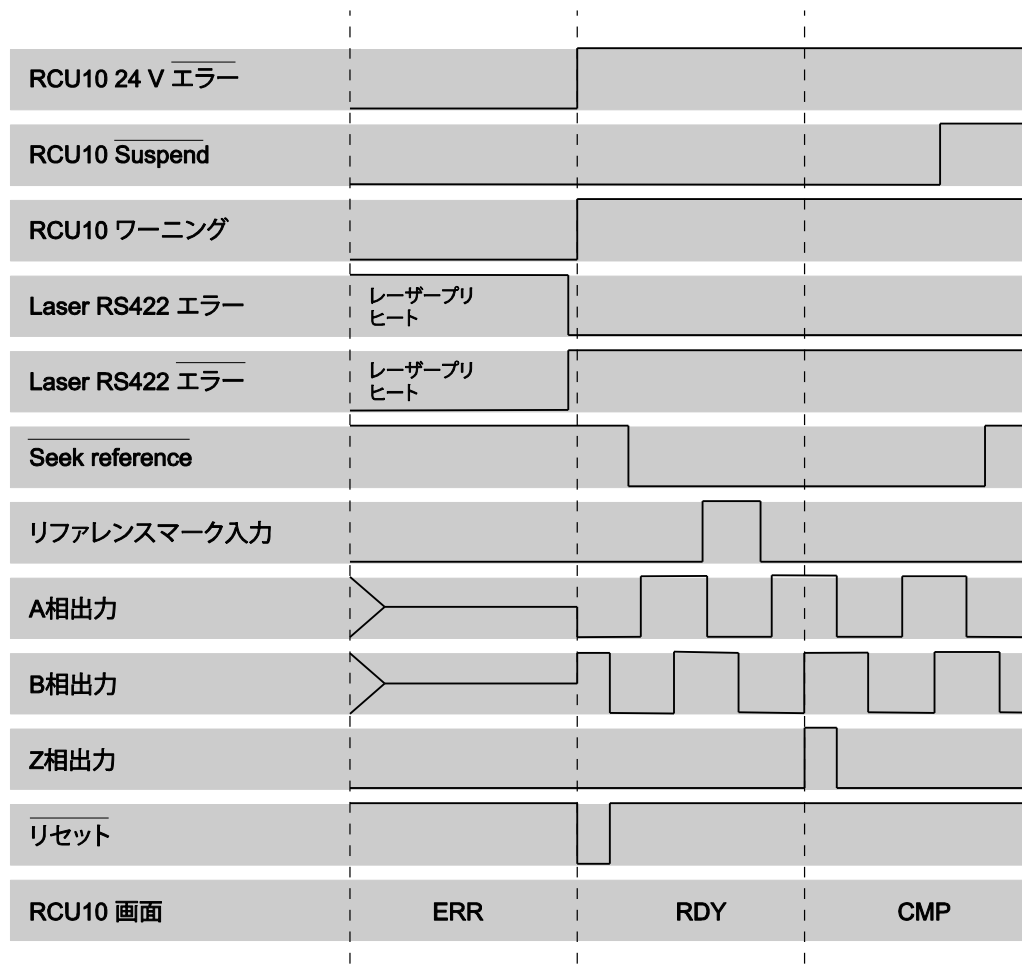 RCU10 24 V エラー
RCU10 Suspend
RCU10 ワーニング
Laser RS422 エラー
レーザープリ
ヒート
Laser RS422 エラー
レーザープリ
ヒート
Seek reference
リファレンスマーク入力
A相出力
B相出力
Z相出力
リセット
RCU10 画面 ERR RDY CMP